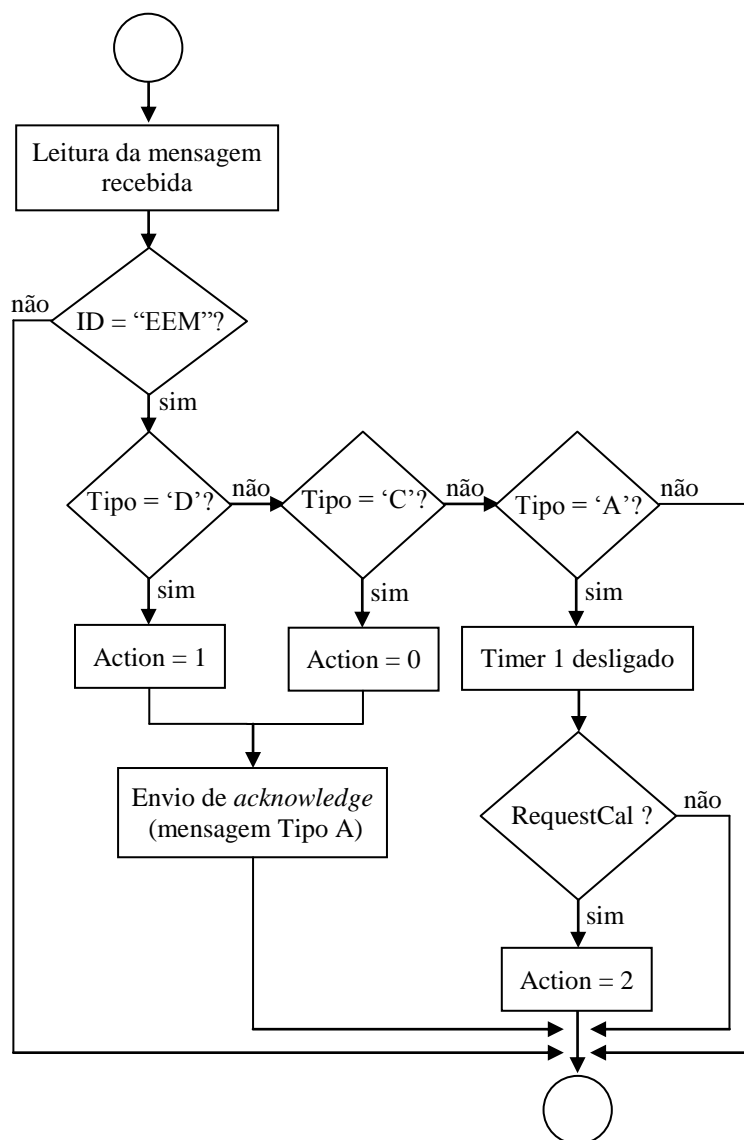 Leitura da mensagem
recebida
não
ID = “EEM”?
sim
Tipo = ‘D’?
não
Tipo = ‘C’?
não
Tipo = ‘A’?
não
sim
sim
sim
Action = 1
Action = 0
Timer 1 desligado
Envio de acknowledge
(mensagem Tipo A)
RequestCal ?
não
sim
Action = 2